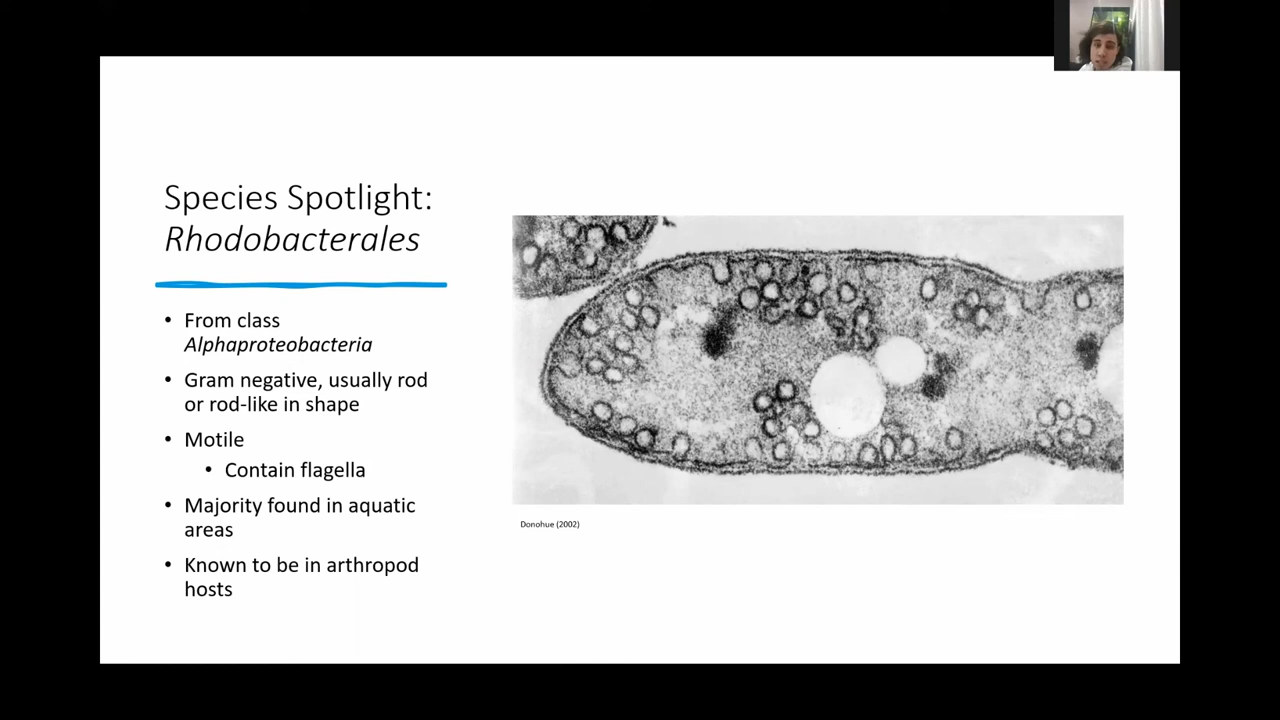 Species Spotlight:
Rhodobacterales
• From class
Alphaproteobacteria
• Gram negative, usually rod
or rod-like in shape
• Motile
• Contain flagella
• Majority found in aquatic
areas
• Known to be in arthropod
hosts
Donohue (2002)